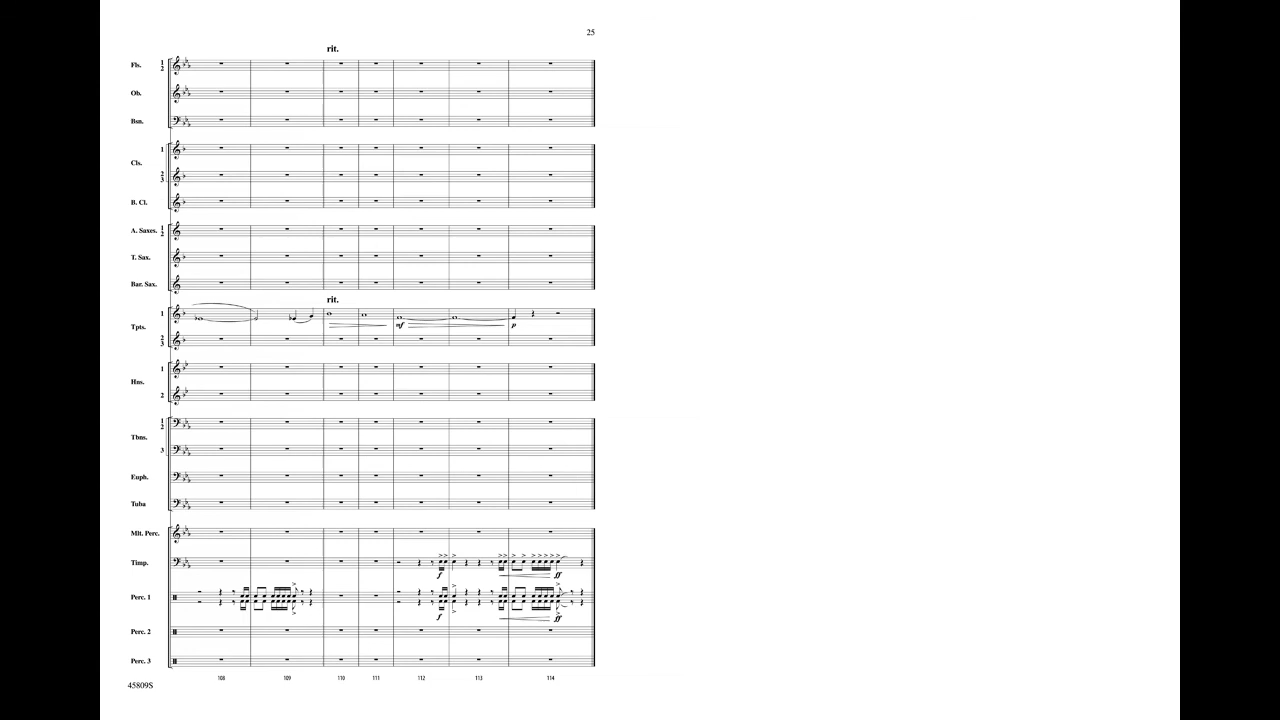 25
rit.
Fls. 1 2
Ob.
Bsn.
Cls. 1
2 3
B. Cl.
A. Saxes. 1 2
T. Sax.
Bar. Sax.
rit.
Tpts. 1
mf p
2 3
Hns. 1
2
Tbns. 1 2
3
Euph.
Tuba
Mlt. Perc.
Timp.
f ff
Perc. 1
f ff
Perc. 2
Perc. 3
108 109 110 111 112 113 114
45809S